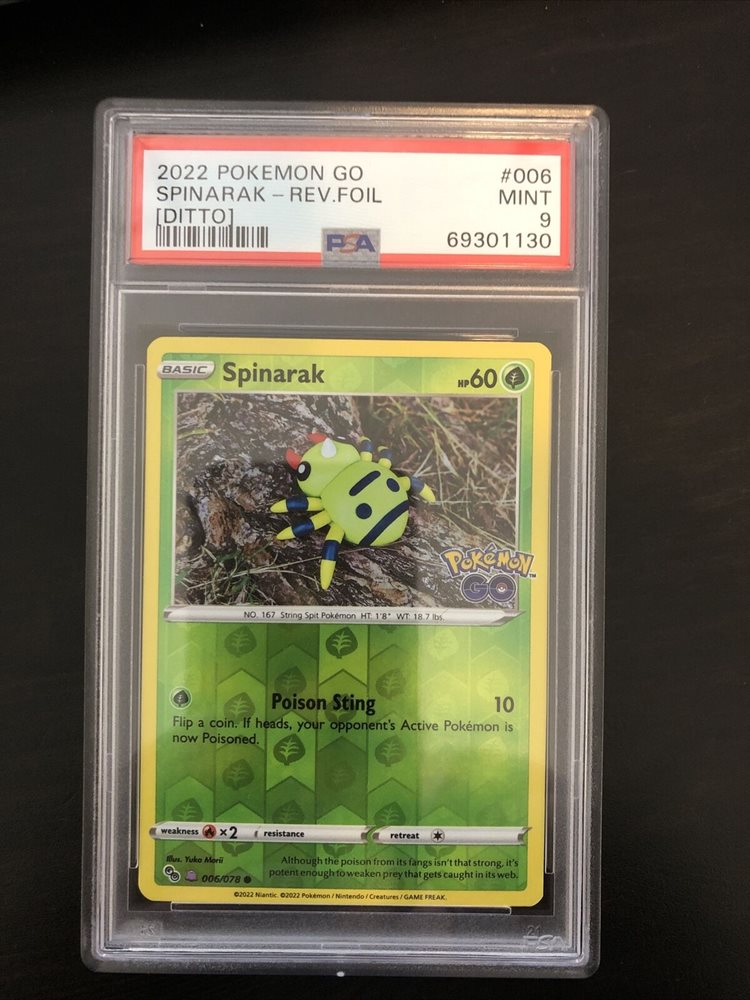 2022 POKEMON GO #006
SPINARAK - REV.FOIL MINT
[DITTO] 9
PSA 69301130
BASIC Spinarak HP 60
Pokémon
GO
NO. 167 String Spit Pokémon HT: 1'8" WT: 18.7 lbs.
Poison Sting 10
Flip a coin. If heads, your opponent's Active Pokémon is
now Poisoned.
weakness ×2 resistance retreat
Illus. Yuka Morii
Although the poison from its fangs isn't that strong, it's
potent enough to weaken prey that gets caught in its web.
006/078
©2022 Niantic. ©2022 Pokémon / Nintendo / Creatures / GAME FREAK.
PSA